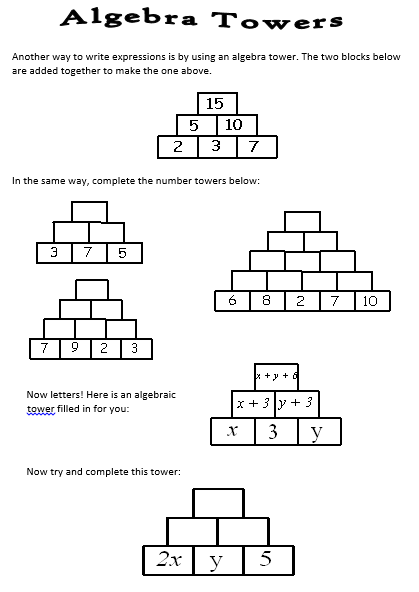 Algebra Towers
Another way to write expressions is by using an algebra tower. The two blocks below
are added together to make the one above.
15
5 10
2 3 7
In the same way, complete the number towers below:
3 7 5
6 8 2 7 10
7 9 2 3
Now letters! Here is an algebraic
tower filled in for you:
x + y + 6
x + 3 y + 3
x 3 y
Now try and complete this tower:
2x y 5